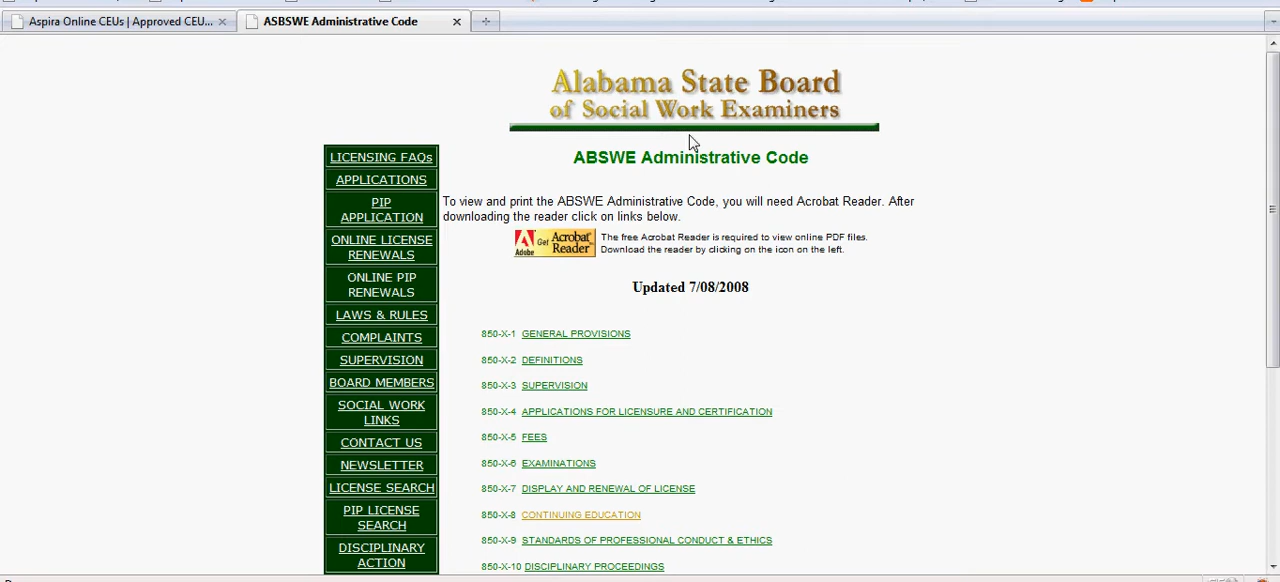 Aspira Online CEUs | Approved CEU...
ASBSWE Administrative Code
Alabama State Board
of Social Work Examiners
ABSWE Administrative Code
LICENSING FAQs
APPLICATIONS
PIP
APPLICATION
ONLINE LICENSE
RENEWALS
ONLINE PIP
RENEWALS
LAWS & RULES
COMPLAINTS
SUPERVISION
BOARD MEMBERS
SOCIAL WORK
LINKS
CONTACT US
NEWSLETTER
LICENSE SEARCH
PIP LICENSE
SEARCH
DISCIPLINARY
ACTION
To view and print the ABSWE Administrative Code, you will need Acrobat Reader. After
downloading the reader click on links below.
Adobe
Get Acrobat
Reader
The free Acrobat Reader is required to view online PDF files.
Download the reader by clicking on the icon on the left.
Updated 7/08/2008
850-X-1 GENERAL PROVISIONS
850-X-2 DEFINITIONS
850-X-3 SUPERVISION
850-X-4 APPLICATIONS FOR LICENSURE AND CERTIFICATION
850-X-5 FEES
850-X-6 EXAMINATIONS
850-X-7 DISPLAY AND RENEWAL OF LICENSE
850-X-8 CONTINUING EDUCATION
850-X-9 STANDARDS OF PROFESSIONAL CONDUCT & ETHICS
850-X-10 DISCIPLINARY PROCEEDINGS